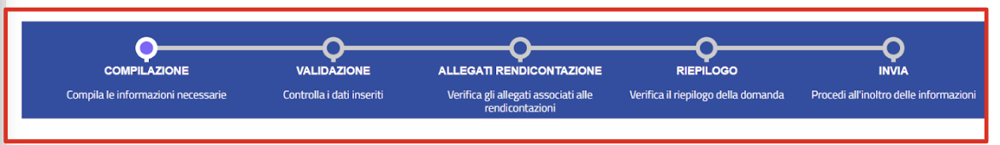 COMPILAZIONE
Compila le informazioni necessarie
VALIDAZIONE
Controlla i dati inseriti
ALLEGATI RENDICONTAZIONE
Verifica gli allegati associati alle
rendicontazioni
RIEPILOGO
Verifica il riepilogo della domanda
INVIA
Procedi all'inoltro delle informazioni